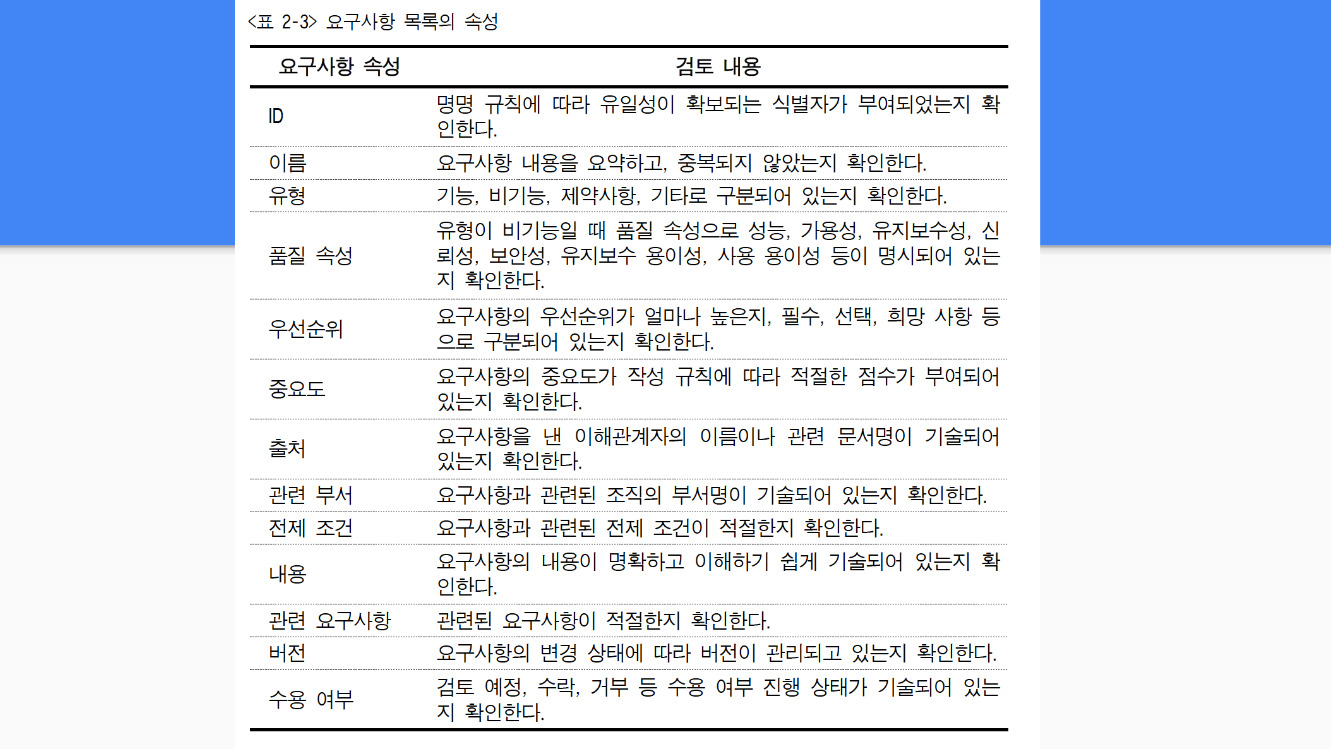 <표 2-3> 요구사항 목록의 속성
요구사항 속성 검토 내용
ID
명명 규칙에 따라 유일성이 확보되는 식별자가 부여되었는지 확
인한다.
이름 요구사항 내용을 요약하고, 중복되지 않았는지 확인한다.
유형 기능, 비기능, 제약사항, 기타로 구분되어 있는지 확인한다.
품질 속성
유형이 비기능일 때 품질 속성으로 성능, 가용성, 유지보수성, 신
뢰성, 보안성, 유지보수 용이성, 사용 용이성 등이 명시되어 있는
지 확인한다.
우선순위
요구사항의 우선순위가 얼마나 높은지, 필수, 선택, 희망 사항 등
으로 구분되어 있는지 확인한다.
중요도
요구사항의 중요도가 작성 규칙에 따라 적절한 점수가 부여되어
있는지 확인한다.
출처
요구사항을 낸 이해관계자의 이름이나 관련 문서명이 기술되어
있는지 확인한다.
관련 부서 요구사항과 관련된 조직의 부서명이 기술되어 있는지 확인한다.
전제 조건 요구사항과 관련된 전제 조건이 적절한지 확인한다.
내용
요구사항의 내용이 명확하고 이해하기 쉽게 기술되어 있는지 확
인한다.
관련 요구사항 관련된 요구사항이 적절한지 확인한다.
버전 요구사항의 변경 상태에 따라 버전이 관리되고 있는지 확인한다.
수용 여부
검토 예정, 수락, 거부 등 수용 여부 진행 상태가 기술되어 있는
지 확인한다.